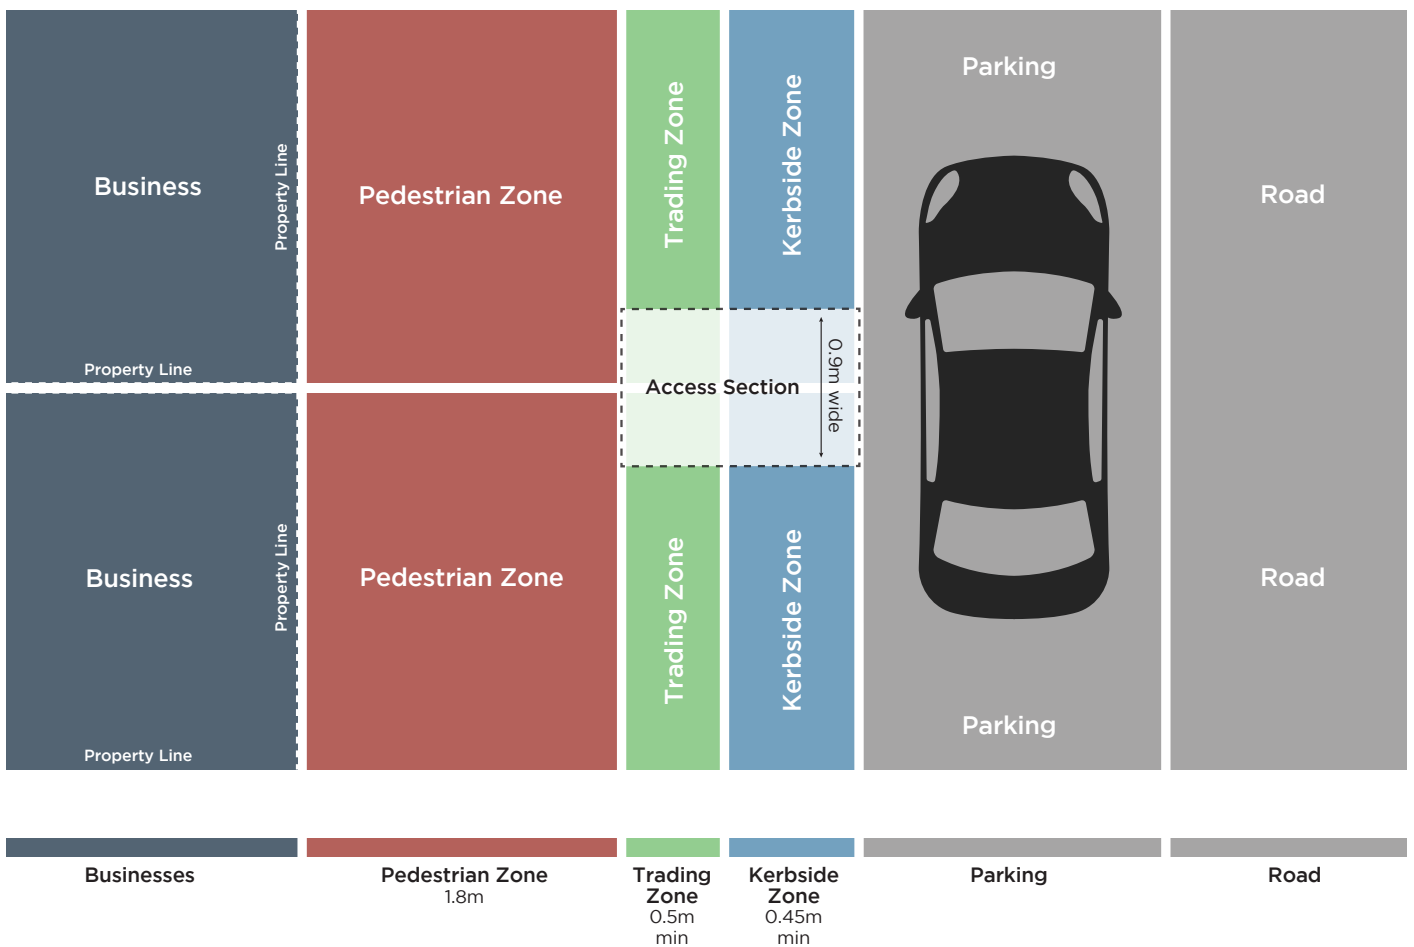 Parking
Business
Property Line
Pedestrian Zone
Trading Zone
Kerbside Zone
Road
Property Line
Access Section
0.9m wide
Business
Property Line
Pedestrian Zone
Trading Zone
Kerbside Zone
Road
Parking
Property Line
Businesses
Pedestrian Zone
1.8m
Trading
Zone
0.5m
min
Kerbside
Zone
0.45m
min
Parking
Road